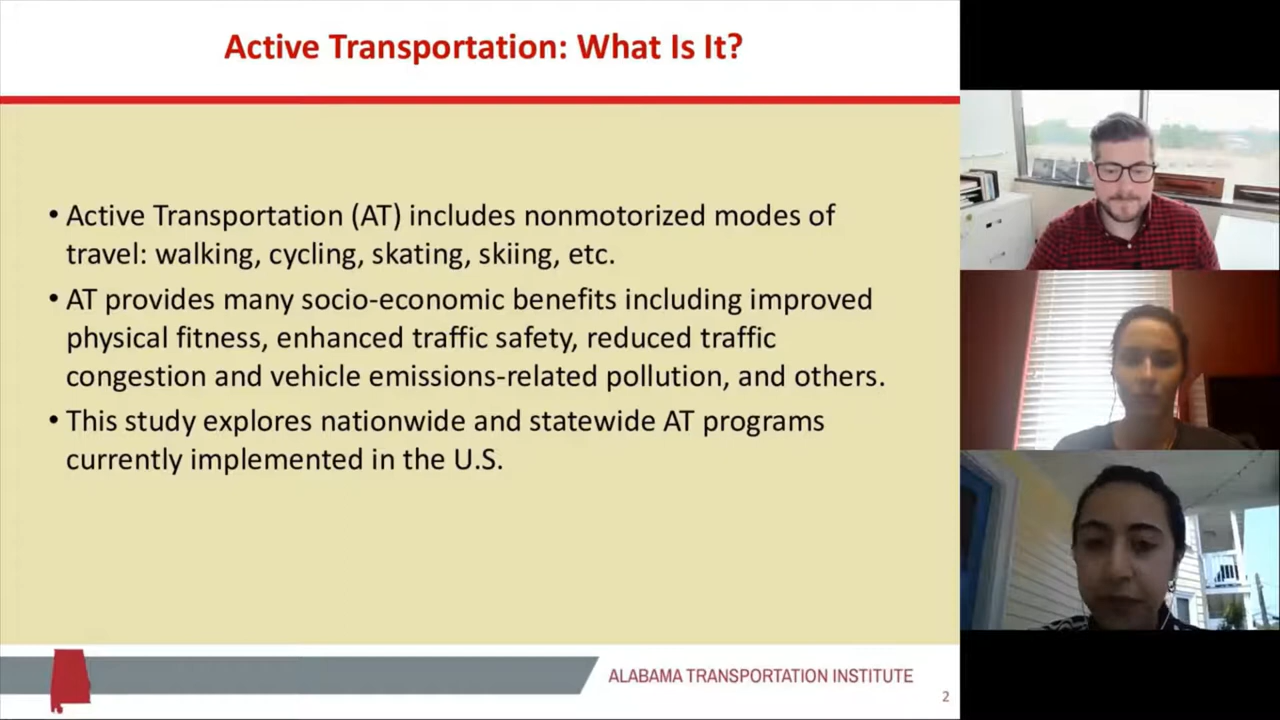 Active Transportation: What Is It?
• Active Transportation (AT) includes nonmotorized modes of
travel: walking, cycling, skating, skiing, etc.
• AT provides many socio-economic benefits including improved
physical fitness, enhanced traffic safety, reduced traffic
congestion and vehicle emissions-related pollution, and others.
• This study explores nationwide and statewide AT programs
currently implemented in the U.S.
ALABAMA TRANSPORTATION INSTITUTE
2